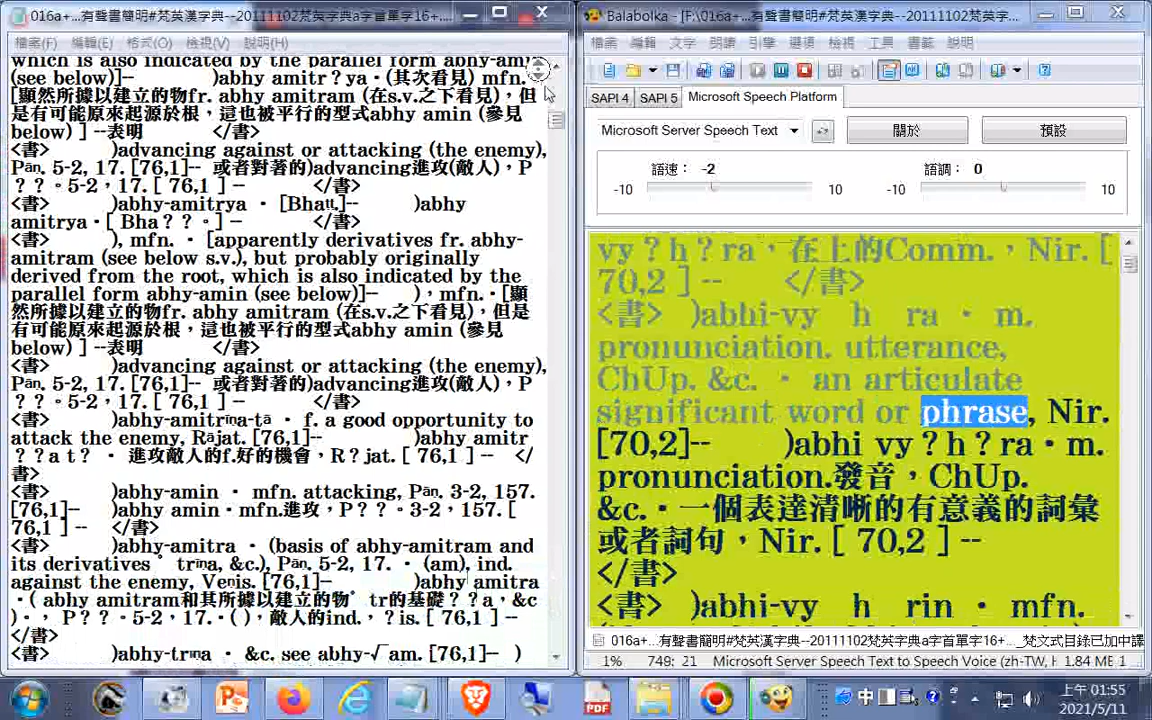 016a+...有聲書簡明#梵英漢字典--20111102梵英字典a字首單字16+...
檔案(F) 編輯(E) 格式(O) 檢視(V) 說明(H)
which is also indicated by the parallel form abhy-am
(see below]-- )abhy amitr?ya·(其次看見) mfn.
[顯然所據以建立的物fr. abhy amitram (在s.v.之下看見)，但
是有可能原來起源於根，這也被平行的型式abhy amin (參見
below) ] --表明 </書>
<書> )advancing against or attacking (the enemy),
Pāṇ. 5-2, 17. [76,1]-- 或者對著的)advancing進攻(敵人)，P
??。5-2，17. [ 76,1 ] -- </書>
<書> )abhy-amitrya · [Bhaṭṭ.]-- )abhy
amitrya·[ Bha??。] -- </書>
<書> ), mfn. · [apparently derivatives fr. abhy-
amitram (see below s.v.), but probably originally
derived from the root, which is also indicated by the
parallel form abhy-amin (see below)]-- )，mfn.·[顯
然所據以建立的物fr. abhy amitram (在s.v.之下看見)，但是
有可能原來起源於根，這也被平行的型式abhy amin (參見
below) ] --表明 </書>
<書> )advancing against or attacking (the enemy),
Pāṇ. 5-2, 17. [76,1]-- 或者對著的)advancing進攻(敵人)，P
??。5-2，17. [ 76,1 ] -- </書>
<書> )abhy-amitrīṇa-tā · f. a good opportunity to
attack the enemy, Rājat. [76,1]-- )abhy amitr
??a t?· 進攻敵人的f.好的機會，R?jat. [ 76,1 ] -- </
書>
<書> )abhy-amin · mfn. attacking, Pāṇ. 3-2, 157.
[76,1]-- )abhy amin·mfn.進攻，P??。3-2，157. [
76,1 ] -- </書>
<書> )abhy-amitra · (basis of abhy-amitram and
its derivatives ° trīṇa, &c.), Pāṇ. 5-2, 17. · (am), ind.
against the enemy, Veṇis. [76,1]-- )abhy amitra
·( abhy amitram和其所據以建立的物° tr的基礎??a，&c
)·，P??。5-2，17.·( )，敵人的ind.，?is. [ 76,1 ] --
</書>
<書> )abhy-trīṇa · &c. see abhy-√am. [76,1]-- )
Balabolka - [F:\016a+...有聲書簡明#梵英漢字典--20111102梵英字...
檔案 編輯 文字 朗讀 引擎 選項 檢視 工具 書籤 說明
SAPI 4 SAPI 5 Microsoft Speech Platform
Microsoft Server Speech Text 關於 預設
語速： -2 語調： 0
-10 10 -10 10
vy?h?ra，在上的Comm.，Nir. [
70,2 ] -- </書>
<書> )abhi-vy h ra · m.
pronunciation. utterance,
ChUp. &c. · an articulate
significant word or phrase, Nir.
[70,2]-- )abhi vy?h?ra·m.
pronunciation.發音，ChUp.
&c.·一個表達清晰的有意義的詞彙
或者詞句，Nir. [ 70,2 ] --
</書>
<書> )abhi-vy h rin · mfn.
016a+...有聲書簡明#梵英漢字典--20111102梵英字典a字首單字16+..._梵文式目錄已加中譯
1% 748: 21 Microsoft Server Speech Text to Speech Voice (zh-TW, H 1.84 ME 1
PDF
中
上午 01:55
2021/5/11